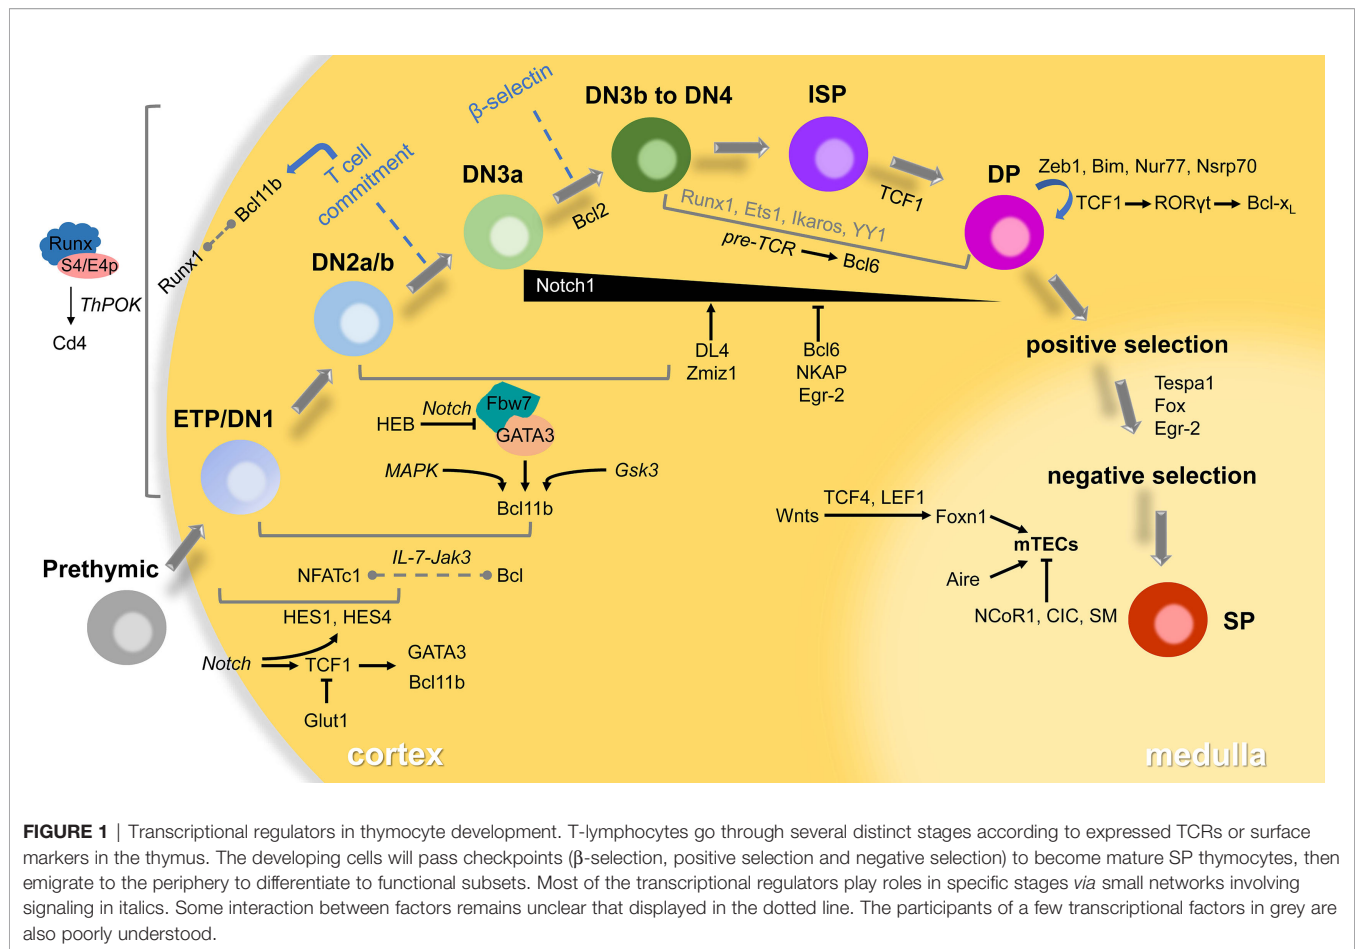 β-selectin
DN3b to DN4
ISP
T cell
commitment
Bcl11b
Runx1
DN3a
Bcl2
Runx1, Ets1, Ikaros, YY1
pre-TCR
Bcl6
TCF1
DP
Zeb1, Bim, Nur77, Nsrp70
TCF1
RORγt
Bcl-xL
Runx
S4/E4p
ThPOK
Cd4
DN2a/b
Notch1
DL4
Zmiz1
Bcl6
NKAP
Egr-2
positive selection
Tespa1
Fox
Egr-2
negative selection
ETP/DN1
HEB
Notch
Fbw7
GATA3
MAPK
Gsk3
Bcl11b
Wnts
TCF4, LEF1
Foxn1
mTECs
Aire
NCoR1, CIC, SM
SP
Prethymic
NFATc1
IL-7-Jak3
Bcl
HES1, HES4
Notch
TCF1
GATA3
Bcl11b
Glut1
cortex
medulla
FIGURE 1 | Transcriptional regulators in thymocyte development. T-lymphocytes go through several distinct stages according to expressed TCRs or surface
markers in the thymus. The developing cells will pass checkpoints (β-selection, positive selection and negative selection) to become mature SP thymocytes, then
emigrate to the periphery to differentiate to functional subsets. Most of the transcriptional regulators play roles in specific stages via small networks involving
signaling in italics. Some interaction between factors remains unclear that displayed in the dotted line. The participants of a few transcriptional factors in grey are
also poorly understood.